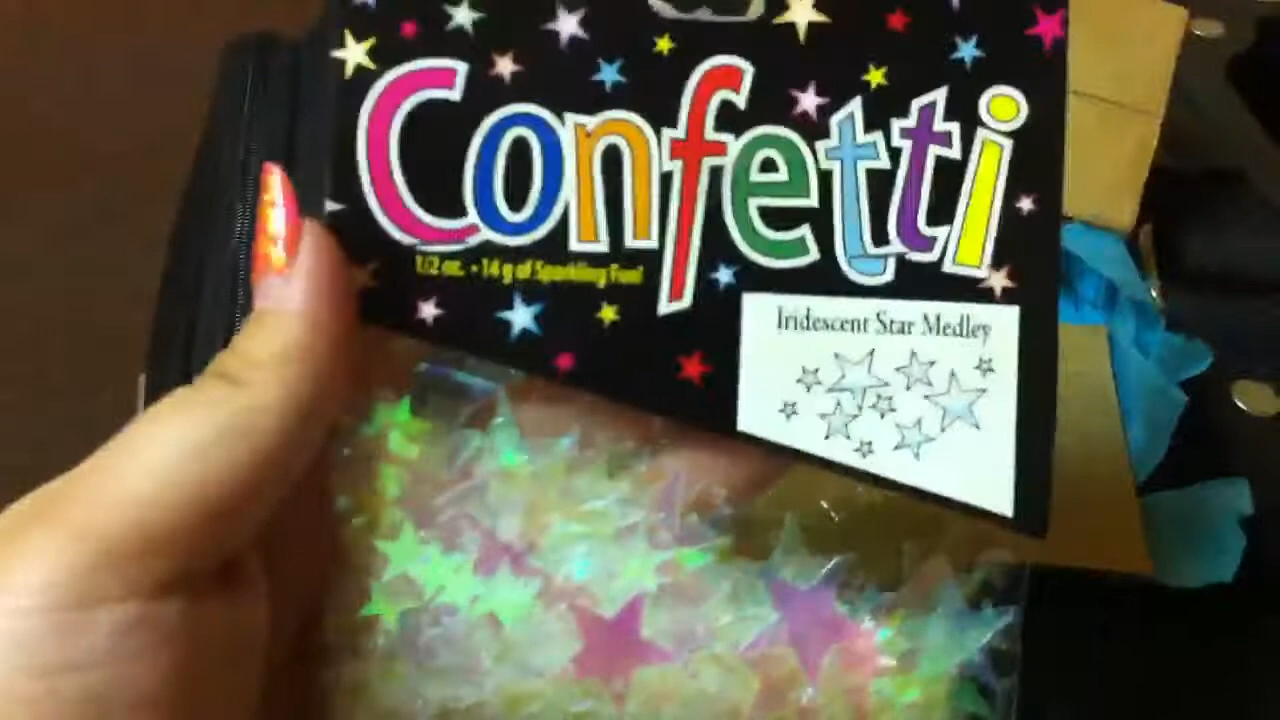 Confetti
1/2 oz. • 14 g of Sparkling Fun!
Iridescent Star Medley